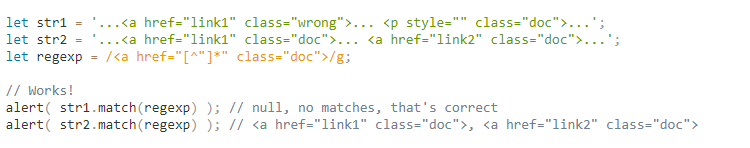 let str1 = '...<a href="link1" class="wrong">... <p style="" class="doc">...';
let str2 = '...<a href="link1" class="doc">... <a href="link2" class="doc">...';
let regexp = /<a href="[^"]*" class="doc">/g;
// Works!
alert( str1.match(regexp) ); // null, no matches, that's correct
alert( str2.match(regexp) ); // <a href="link1" class="doc">, <a href="link2" class="doc">